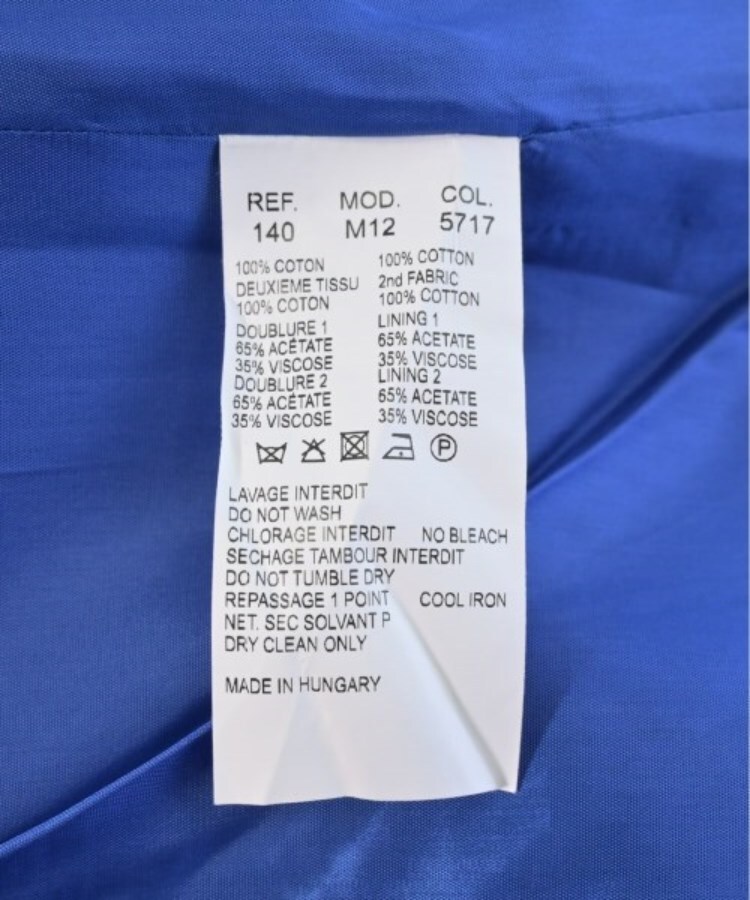 REF. MOD. COL.
140 M12 5717
100% COTON 100% COTTON
DEUXIEME TISSU 2nd FABRIC
100% COTON 100% COTTON
DOUBLURE 1 LINING 1
65% ACÉTATE 65% ACETATE
35% VISCOSE 35% VISCOSE
DOUBLURE 2 LINING 2
65% ACÉTATE 65% ACETATE
35% VISCOSE 35% VISCOSE
P
LAVAGE INTERDIT
DO NOT WASH
CHLORAGE INTERDIT NO BLEACH
SECHAGE TAMBOUR INTERDIT
DO NOT TUMBLE DRY
REPASSAGE 1 POINT COOL IRON
NET. SEC SOLVANT P
DRY CLEAN ONLY
MADE IN HUNGARY